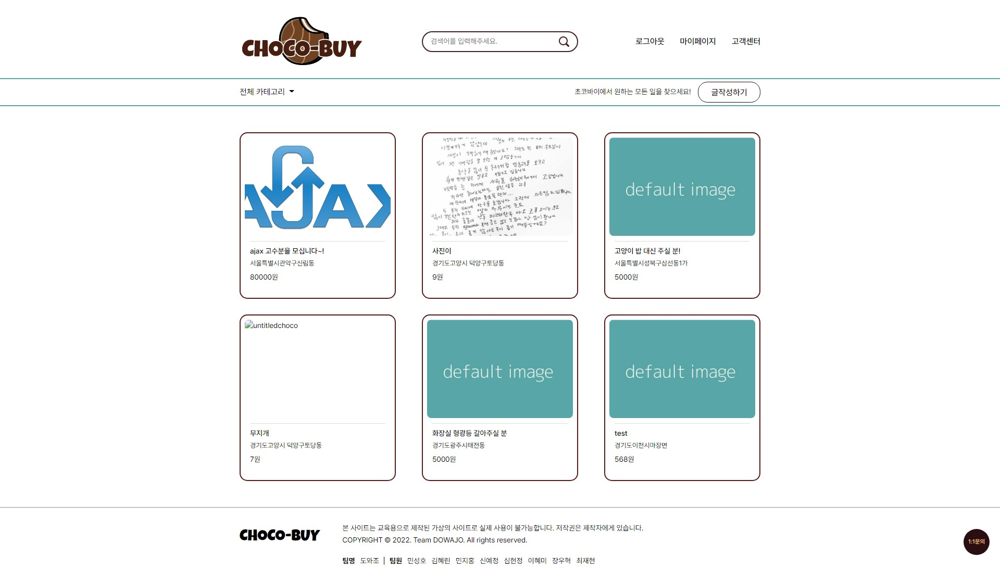 CHOCO-BUY
검색어를 입력해주세요.
로그아웃 마이페이지 고객센터
전체 카테고리
초코바이에서 원하는 모든 일을 찾으세요!
글작성하기
AJAX
default image
ajax 고수분을 모십니다~!
서울특별시관악구신림동
80000원
사진이
경기도고양시 덕양구토당동
9원
고양이 밥 대신 주실 분!
서울특별시성북구삼선동1가
5000원
untitledchoco
default image
default image
무지개
경기도고양시 덕양구토당동
7원
화장실 형광등 갈아주실 분
경기도광주시태전동
5000원
test
경기도이천시마장면
568원
CHOCO-BUY
본 사이트는 교육용으로 제작된 가상의 사이트로 실제 사용이 불가능합니다. 저작권은 제작자에게 있습니다.
COPYRIGHT © 2022. Team DOWAJO. All rights reserved.
팀명 도와조 | 팀원 민성호 김혜린 민지홍 신예정 심현정 이혜미 장우혁 최재현
1:1문의